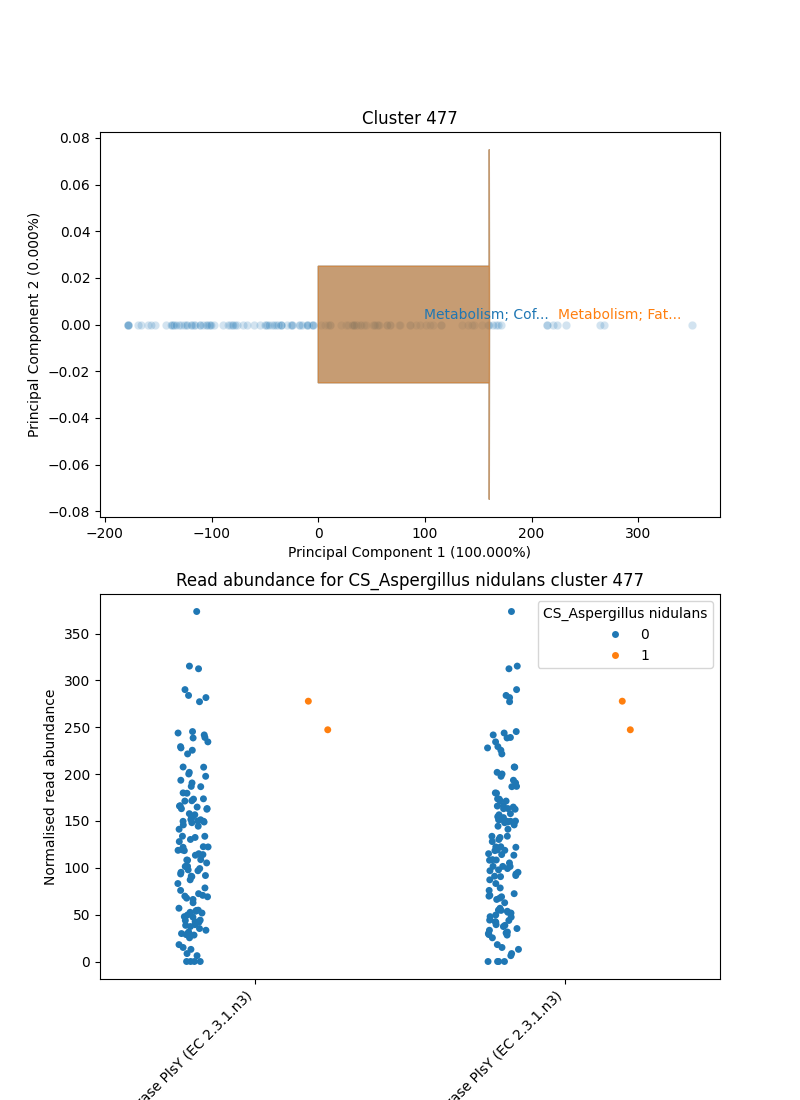 Cluster 477
0.08
0.06
0.04
0.02
0.00
−0.02
−0.04
−0.06
−0.08
Principal Component 2 (0.000%)
Metabolism; Cof...
Metabolism; Fat...
−200
−100
0
100
200
300
Principal Component 1 (100.000%)
Read abundance for CS_Aspergillus nidulans cluster 477
CS_Aspergillus nidulans
0
1
350
300
250
200
150
100
50
0
Normalised read abundance
PlsY (EC 2.3.1.n3)
PlsY (EC 2.3.1.n3)